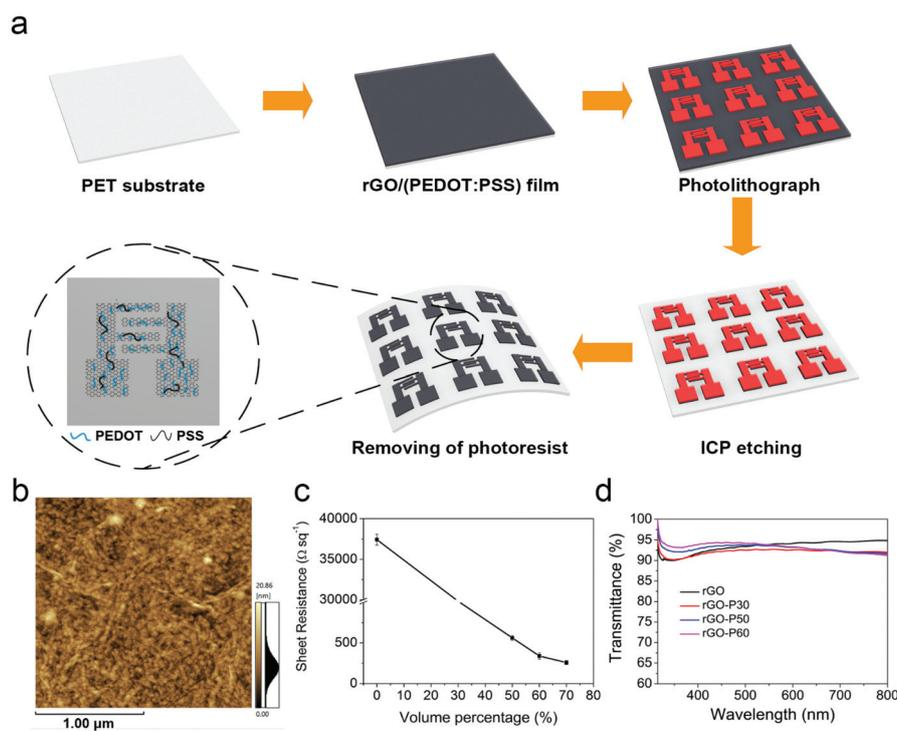 a
PET substrate
rGO/(PEDOT:PSS) film
Photolithograph
PEDOT PSS
Removing of photoresist
ICP etching
b
20.86
[nm]
0.00
1.00 µm
c
Sheet Resistance (Ω sq⁻¹)
40000
35000
30000
500
250
0
0 10 20 30 40 50 60 70 80
Volume percentage (%)
d
Transmittance (%)
100
95
90
85
80
75
70
65
60
rGO
rGO-P30
rGO-P50
rGO-P60
400 500 600 700 800
Wavelength (nm)